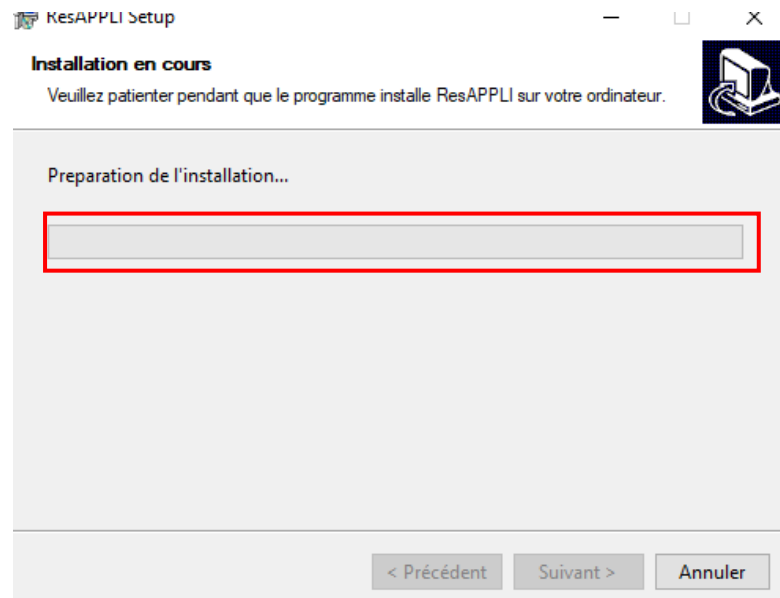 ResAPPLI Setup
Installation en cours
Veuillez patienter pendant que le programme installe ResAPPLI sur votre ordinateur.
Preparation de l'installation...
< Précédent
Suivant >
Annuler